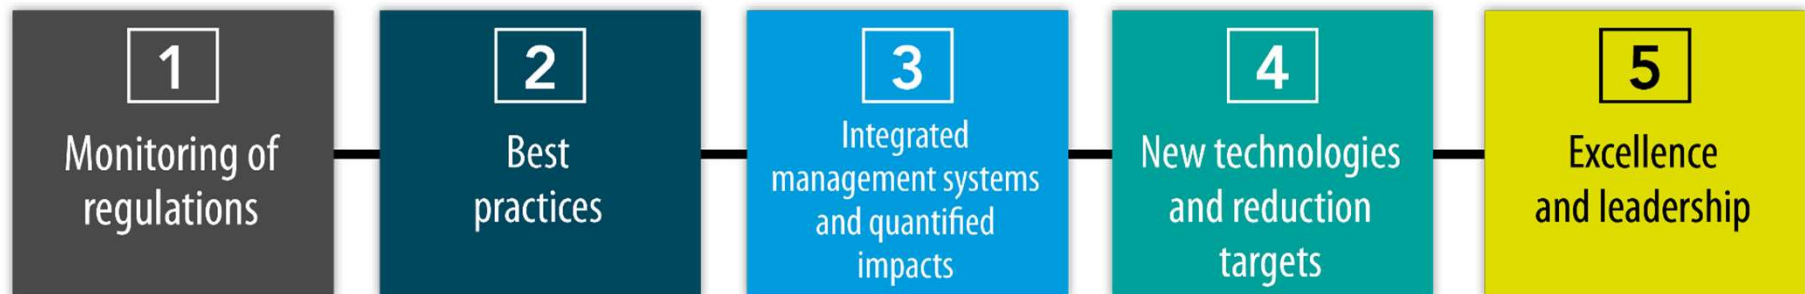 1
Monitoring of
regulations
2
Best
practices
3
Integrated
management systems
and quantified
impacts
4
New technologies
and reduction
targets
5
Excellence
and leadership